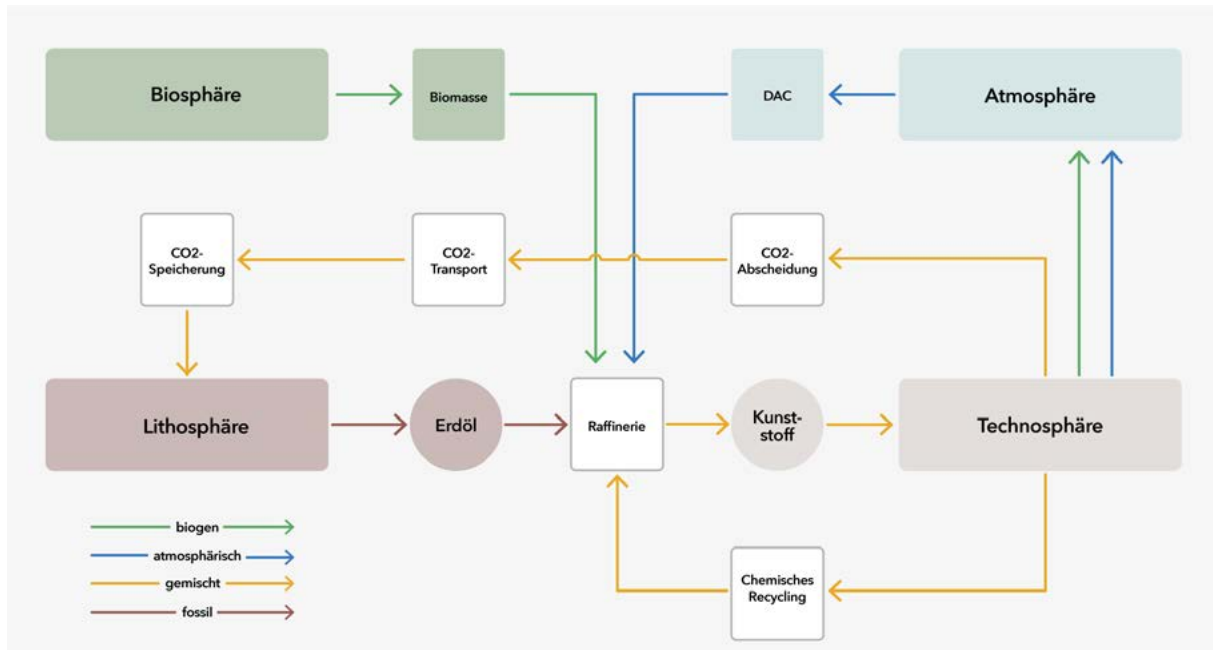 Biosphäre
Biomasse
DAC
Atmosphäre
CO2-
Speicherung
CO2-
Transport
CO2-
Abscheidung
Lithosphäre
Erdöl
Raffinerie
Kunst-
stoff
Technosphäre
biogen
atmosphärisch
gemischt
fossil
Chemisches
Recycling